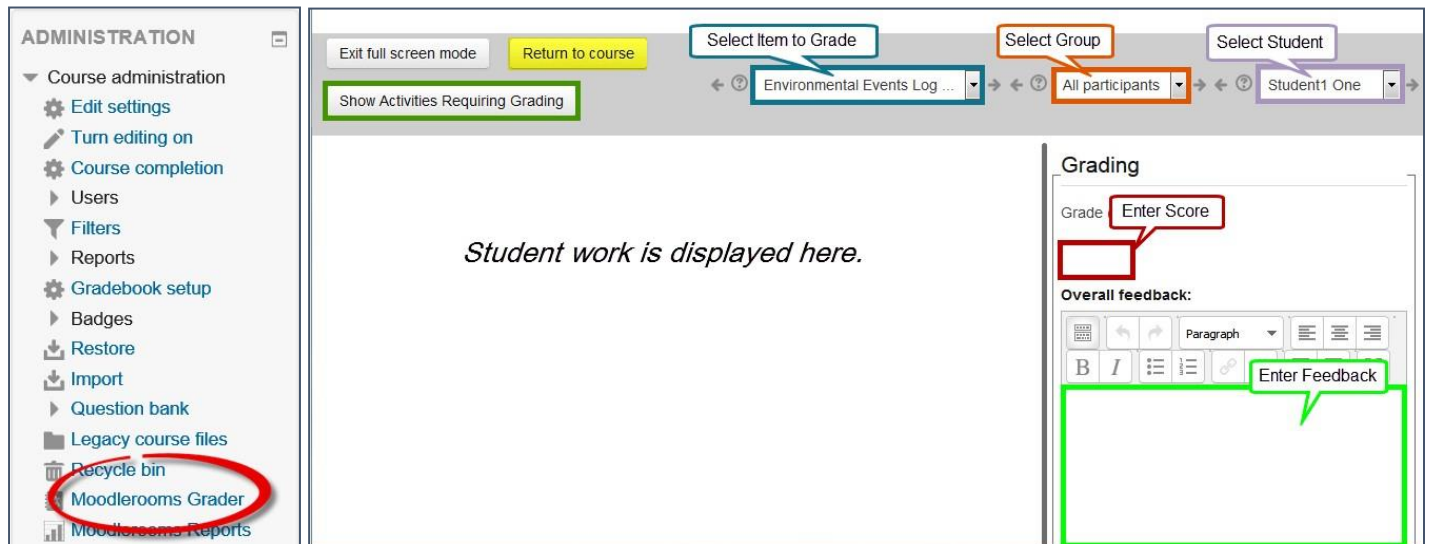 ADMINISTRATION
Course administration
Edit settings
Turn editing on
Course completion
Users
Filters
Reports
Gradebook setup
Badges
Restore
Import
Question bank
Legacy course files
Recycle bin
Moodlerooms Grader
Moodlerooms Reports
Exit full screen mode
Return to course
Show Activities Requiring Grading
Select Item to Grade
Environmental Events Log ...
Select Group
All participants
Select Student
Student1 One
Student work is displayed here.
Grading
Grade
Enter Score
Overall feedback:
Paragraph
B I
Enter Feedback